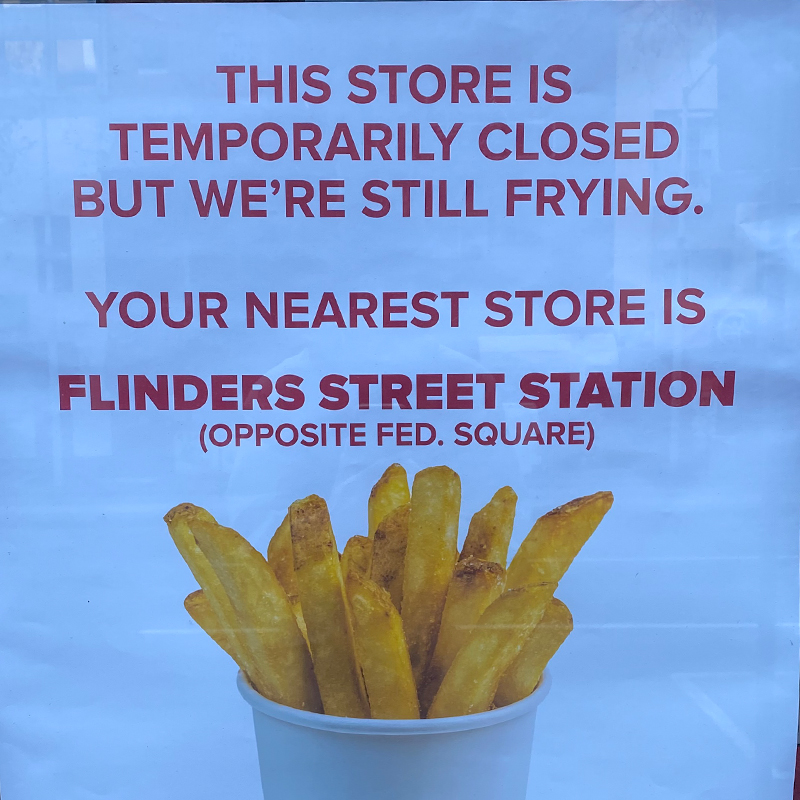 THIS STORE IS
TEMPORARILY CLOSED
BUT WE’RE STILL FRYING.
YOUR NEAREST STORE IS
FLINDERS STREET STATION
(OPPOSITE FED. SQUARE)